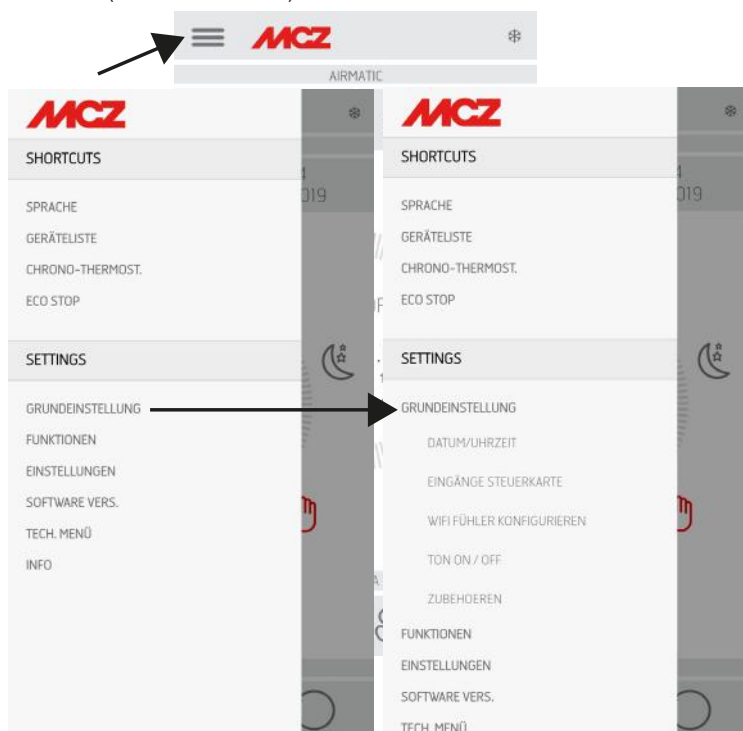 MCZ
AIRMATIC
MCZ
SHORTCUTS
SPRACHE
GERÄTELISTE
CHRONO-THERMOST.
ECO STOP
SETTINGS
GRUNDEINSTELLUNG
FUNKTIONEN
EINSTELLUNGEN
SOFTWARE VERS.
TECH. MENÜ
INFO
019
MCZ
SHORTCUTS
SPRACHE
GERÄTELISTE
CHRONO-THERMOST.
ECO STOP
SETTINGS
GRUNDEINSTELLUNG
DATUM/UHRZEIT
EINGÄNGE STEUERKARTE
WIFI FÜHLER KONFIGURIEREN
TON ON / OFF
ZUBEHOEREN
FUNKTIONEN
EINSTELLUNGEN
SOFTWARE VERS.
TECH. MENÜ
019